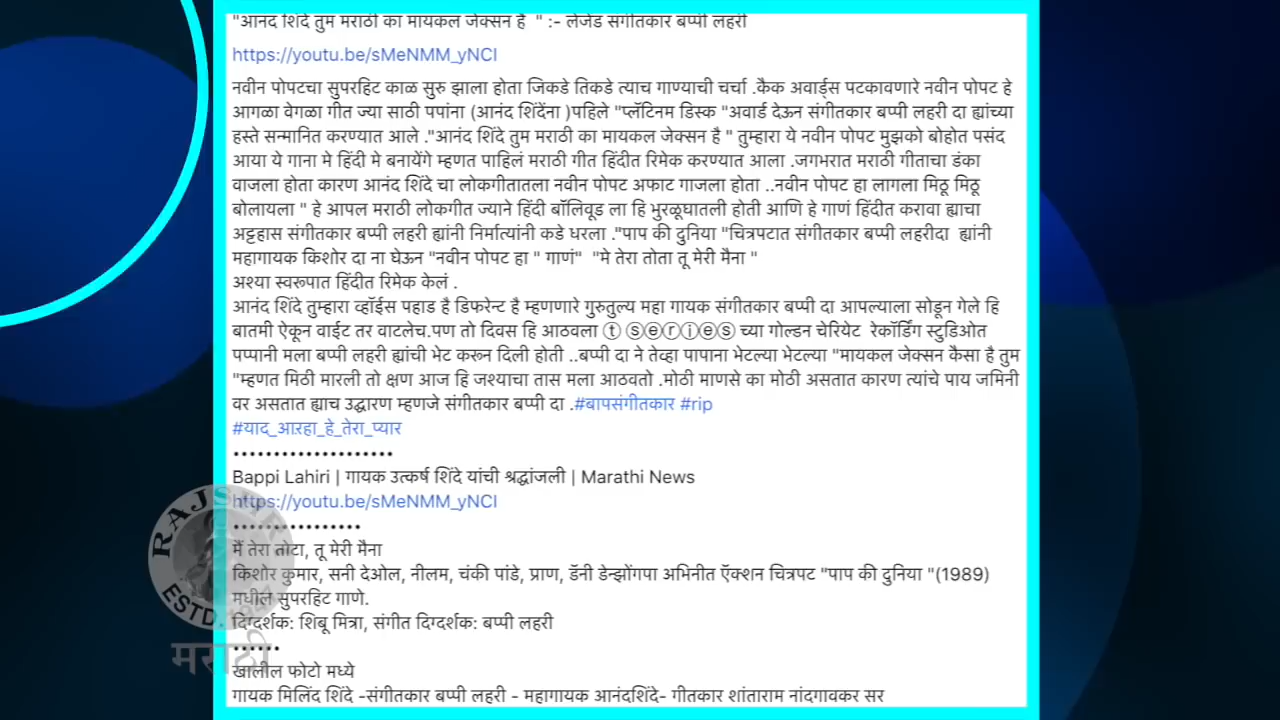 "आनंद शिंदे तुम मराठी का मायकल जेक्सन है " :- लेजेंड संगीतकार बप्पी लहरी
https://youtu.be/sMeNMM_yNCI
नवीन पोपटचा सुपरहिट काळ सुरु झाला होता जिकडे तिकडे त्याच गाण्याची चर्चा .कैक अवार्ड्स पटकावणारे नवीन पोपट हे
आगळा वेगळा गीत ज्या साठी पपांना (आनंद शिंदेंना )पहिले "प्लॅटिनम डिस्क "अवार्ड देऊन संगीतकार बप्पी लहरी दा ह्यांच्या
हस्ते सन्मानित करण्यात आले ."आनंद शिंदे तुम मराठी का मायकल जेक्सन है " तुम्हारा ये नवीन पोपट मुझको बोहोत पसंद
आया ये गाना मे हिंदी मे बनायेंगे म्हणत पाहिलं मराठी गीत हिंदीत रिमेक करण्यात आला .जगभरात मराठी गीताचा डंका
वाजला होता कारण आनंद शिंदे चा लोकगीतातला नवीन पोपट अफाट गाजला होता ..नवीन पोपट हा लागला मिठू मिठू
बोलायला " हे आपल मराठी लोकगीत ज्याने हिंदी बॉलिवूड ला हि भुरळूघातली होती आणि हे गाणं हिंदीत करावा ह्याचा
अट्टहास संगीतकार बप्पी लहरी ह्यांनी निर्मात्यांनी कडे धरला ."पाप की दुनिया "चित्रपटात संगीतकार बप्पी लहरीदा ह्यांनी
महागायक किशोर दा ना घेऊन "नवीन पोपट हा " गाणं" "मे तेरा तोता तू मेरी मैना "
अश्या स्वरूपात हिंदीत रिमेक केलं .
आनंद शिंदे तुम्हारा व्हॉईस पहाड है डिफरेन्ट है म्हणणारे गुरुतुल्य महा गायक संगीतकार बप्पी दा आपल्याला सोडून गेले हि
बातमी ऐकून वाईट तर वाटलेच.पण तो दिवस हि आठवला ⓣ ⓢⓔⓡⓘⓔⓢ च्या गोल्डन चेरियेट रेकॉर्डिंग स्टुडिओत
पप्पानी मला बप्पी लहरी ह्यांची भेट करून दिली होती ..बप्पी दा ने तेव्हा पापाना भेटल्या भेटल्या "मायकल जेक्सन कैसा है तुम
"म्हणत मिठी मारली तो क्षण आज हि जश्याचा तास मला आठवतो .मोठी माणसे का मोठी असतात कारण त्यांचे पाय जमिनी
वर असतात ह्याच उद्धारण म्हणजे संगीतकार बप्पी दा .#बापसंगीतकार #rip
#याद_आऱहा_हे_तेरा_प्यार
••••••••••••••••••••
Bappi Lahiri | गायक उत्कर्ष शिंदे यांची श्रद्धांजली | Marathi News
https://youtu.be/sMeNMM_yNCI
••••••••••••••••
मैं तेरा तोटा, तू मेरी मैना
किशोर कुमार, सनी देओल, नीलम, चंकी पांडे, प्राण, डॅनी डेन्झोंगपा अभिनीत ऍक्शन चित्रपट "पाप की दुनिया "(1989)
मधील सुपरहिट गाणे.
दिग्दर्शक: शिबू मित्रा, संगीत दिग्दर्शक: बप्पी लहरी
••••••
खालील फोटो मध्ये
गायक मिलिंद शिंदे -संगीतकार बप्पी लहरी - महागायक आनंदशिंदे- गीतकार शांताराम नांदगावकर सर
मराठी